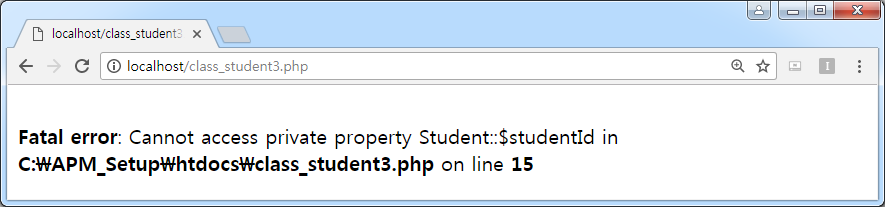 localhost/class_student3
localhost/class_student3.php
Fatal error: Cannot access private property Student::$studentId in
C:₩APM_Setup₩htdocs₩class_student3.php on line 15